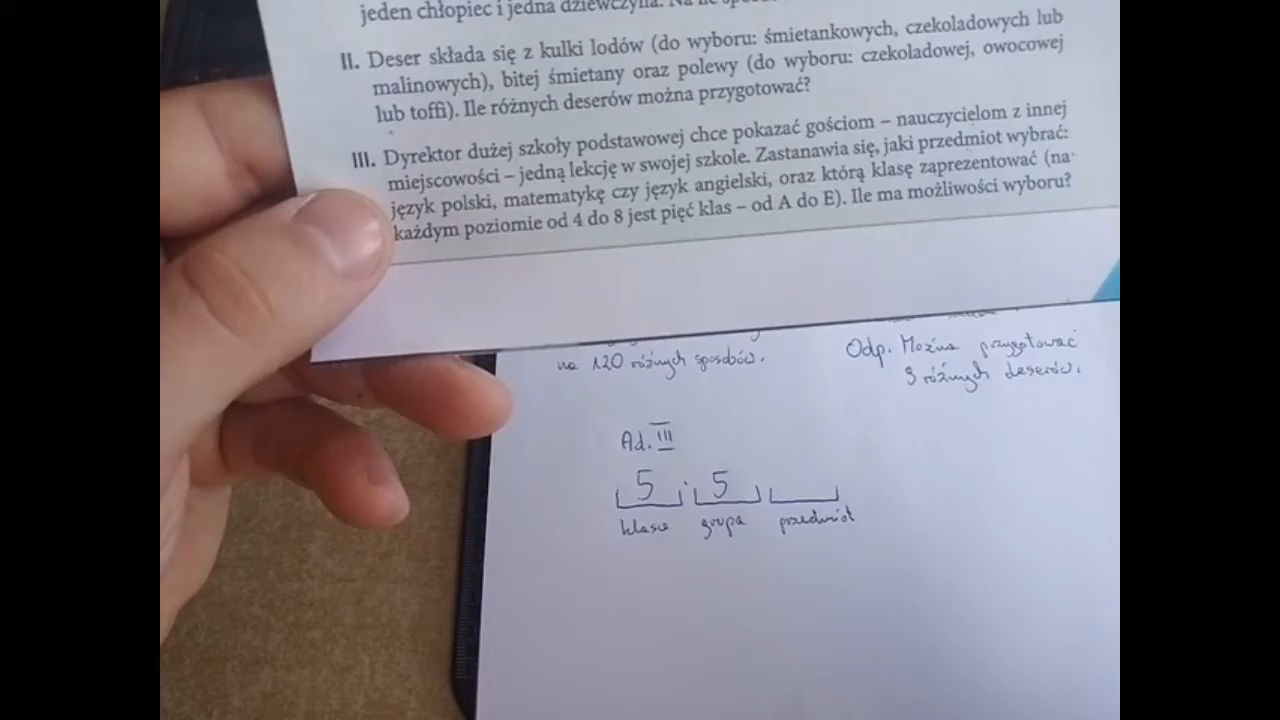 jeden chłopiec i jedna dziewczyna. Na ile
II. Deser składa się z kulki lodów (do wyboru: śmietankowych, czekoladowych lub
malinowych), bitej śmietany oraz polewy (do wyboru: czekoladowej, owocowej
lub toffi). Ile różnych deserów można przygotować?
III. Dyrektor dużej szkoły podstawowej chce pokazać gościom – nauczycielom z innej
miejscowości – jedną lekcję w swojej szkole. Zastanawia się, jaki przedmiot wybrać:
język polski, matematykę czy język angielski, oraz którą klasę zaprezentować (na
każdym poziomie od 4 do 8 jest pięć klas – od A do E). Ile ma możliwości wyboru?
na 120 różnych sposobów.
Odp. Można przygotować
9 różnych deserów.
Ad. III
5 · 5
klasa grupa przedmiot